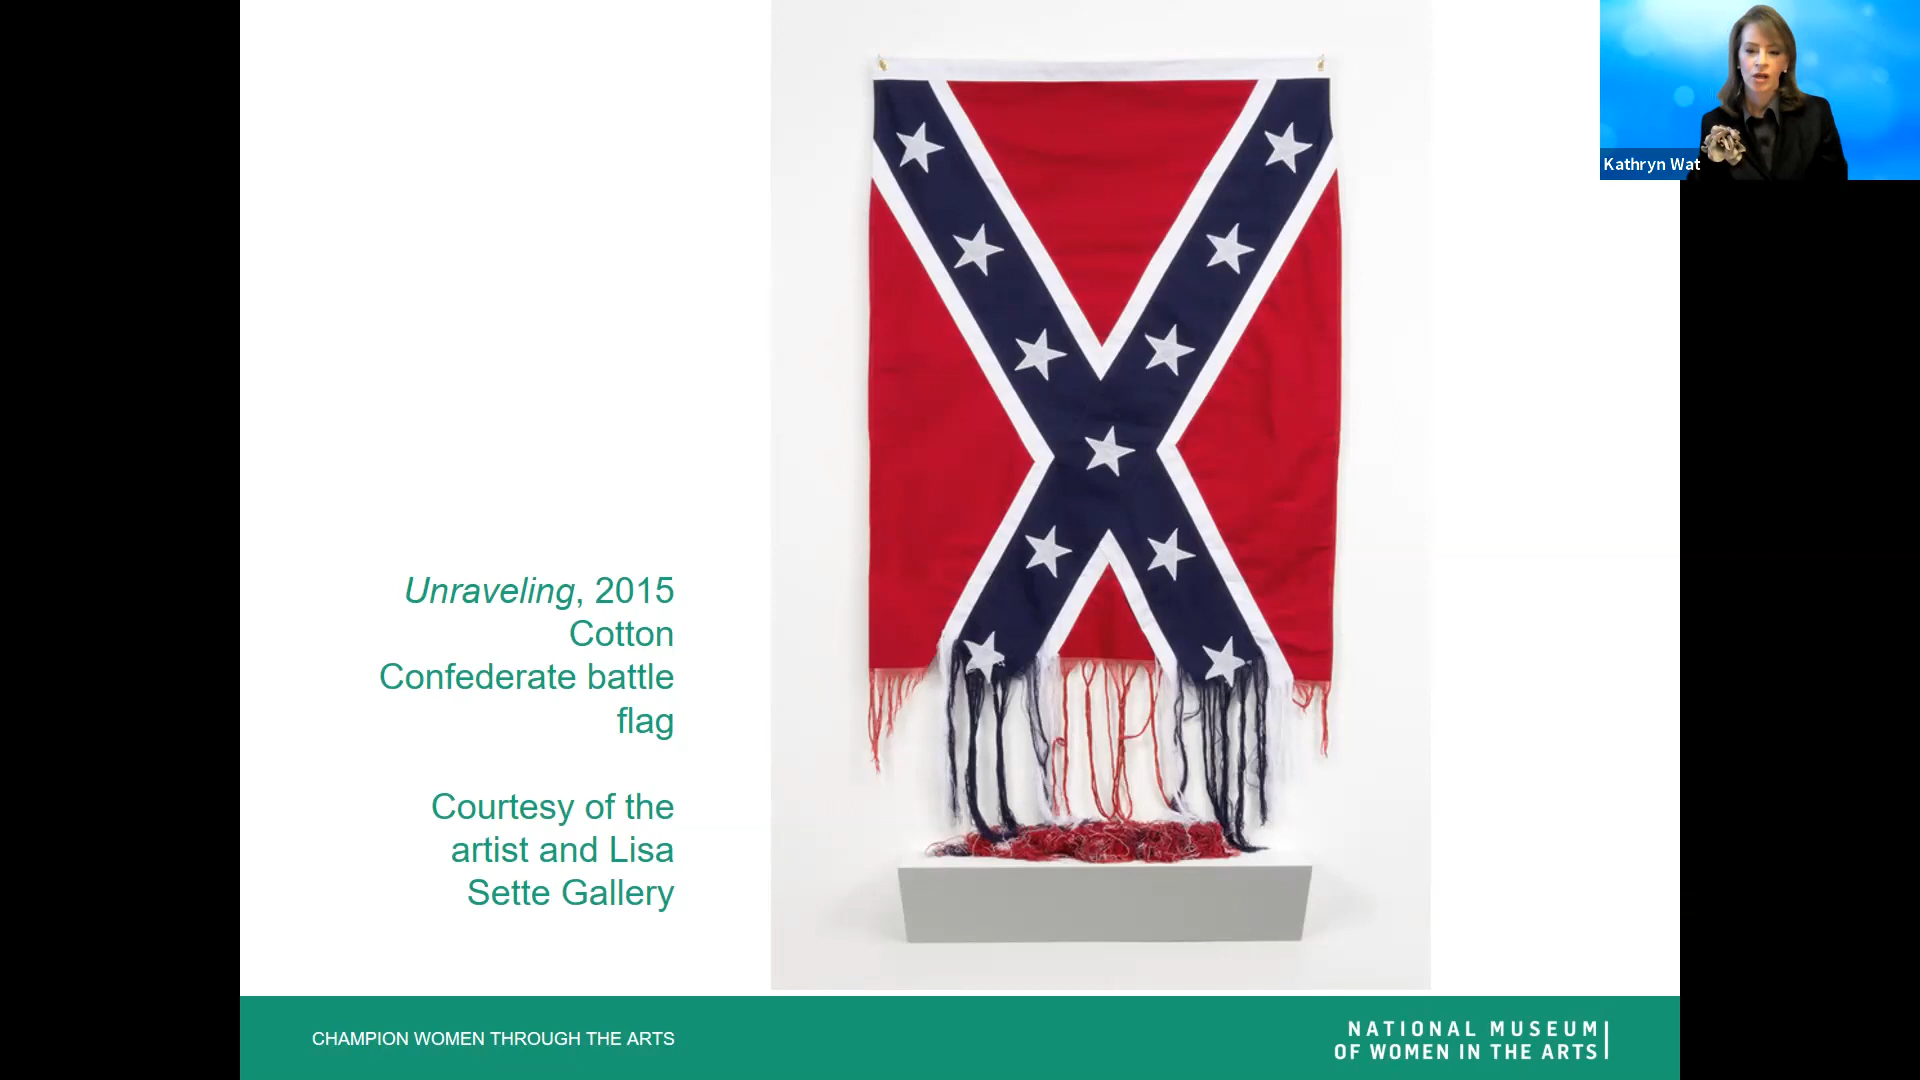 Kathryn Wat
Unraveling, 2015
Cotton
Confederate battle
flag
Courtesy of the
artist and Lisa
Sette Gallery
CHAMPION WOMEN THROUGH THE ARTS
NATIONAL MUSEUM
OF WOMEN IN THE ARTS